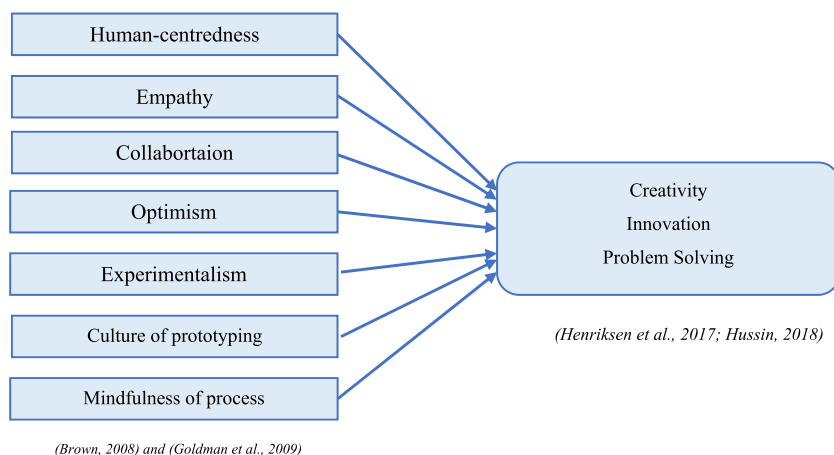 Human-centredness
Empathy
Collabortaion
Optimism
Experimentalism
Culture of prototyping
Mindfulness of process
(Brown, 2008) and (Goldman et al., 2009)
Creativity
Innovation
Problem Solving
(Henriksen et al., 2017; Hussin, 2018)